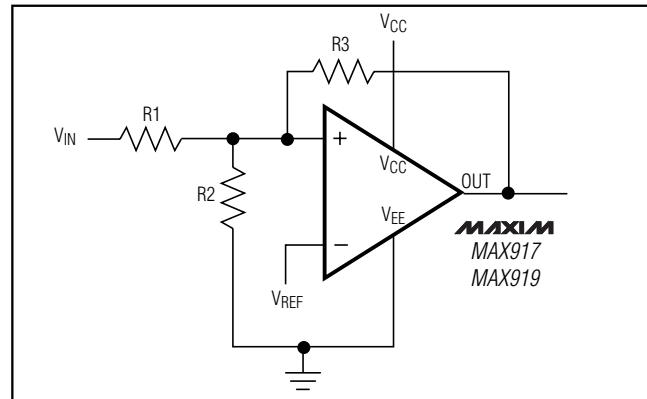 VCC
R3
R1
VIN
+
VCC
R2
OUT
VEE
MAXIM
MAX917
MAX919
−
VREF